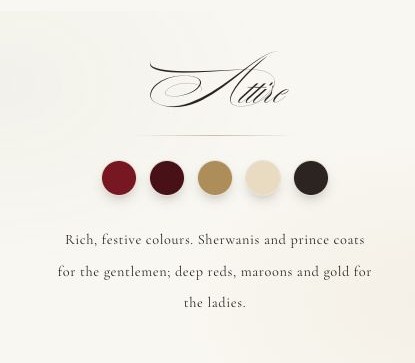 Attire
Rich, festive colours. Sherwanis and prince coats
for the gentlemen; deep reds, maroons and gold for
the ladies.